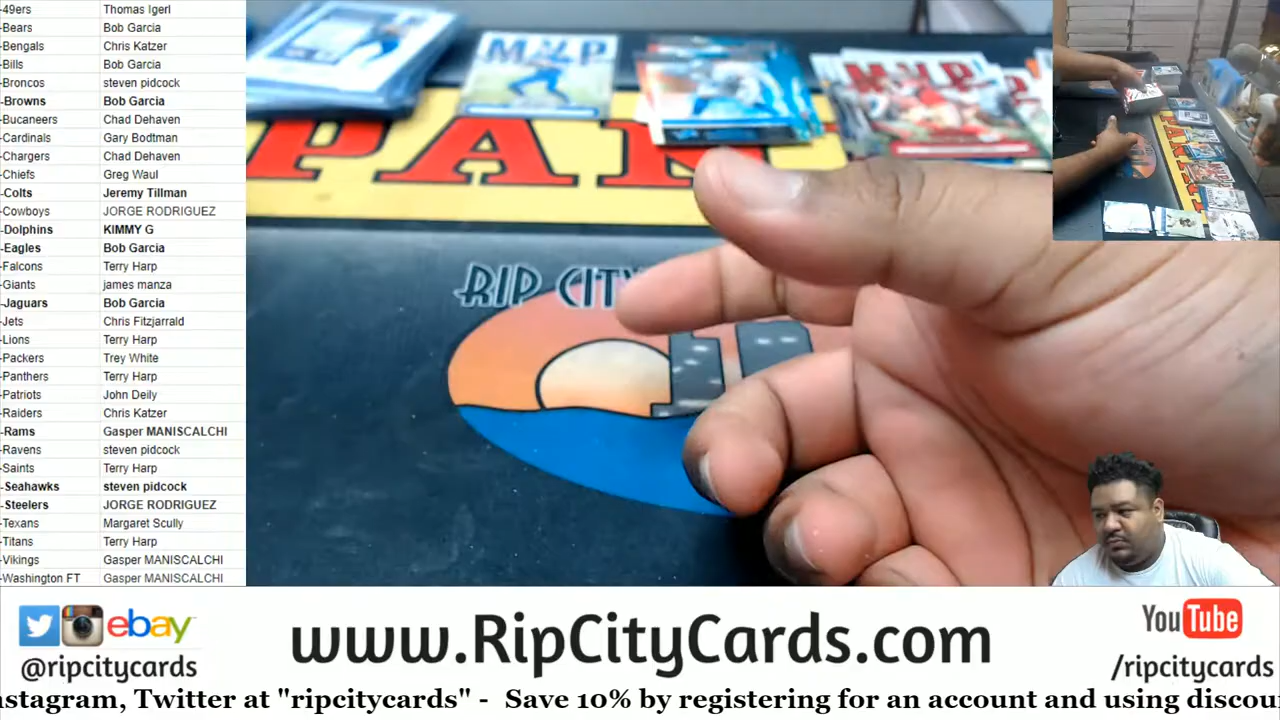 -49ers Thomas Igerl
-Bears Bob Garcia
-Bengals Chris Katzer
-Bills Bob Garcia
-Broncos steven pidcock
-Browns Bob Garcia
-Bucaneers Chad Dehaven
-Cardinals Gary Bodtman
-Chargers Chad Dehaven
-Chiefs Greg Waul
-Colts Jeremy Tillman
-Cowboys JORGE RODRIGUEZ
-Dolphins KIMMY G
-Eagles Bob Garcia
-Falcons Terry Harp
-Giants james manza
-Jaguars Bob Garcia
-Jets Chris Fitzjarrald
-Lions Terry Harp
-Packers Trey White
-Panthers Terry Harp
-Patriots John Deily
-Raiders Chris Katzer
-Rams Gasper MANISCALCHI
-Ravens steven pidcock
-Saints Terry Harp
-Seahawks steven pidcock
-Steelers JORGE RODRIGUEZ
-Texans Margaret Scully
-Titans Terry Harp
-Vikings Gasper MANISCALCHI
-Washington FT Gasper MANISCALCHI
MVP
MVP
PAN
RIP CITY
PANI
ebay
@ripcitycards
www.RipCityCards.com
YouTube
/ripcitycards
nstagram, Twitter at "ripcitycards" - Save 10% by registering for an account and using discou